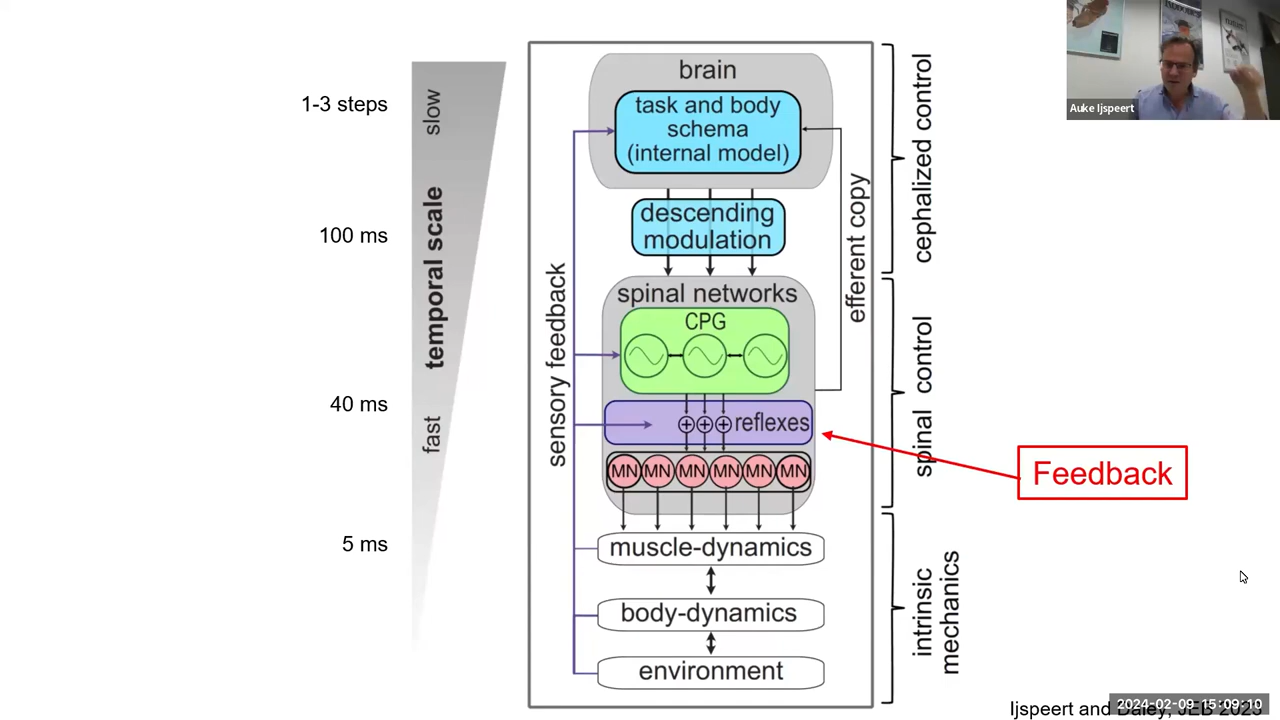 brain
task and body
schema
(internal model)
descending
modulation
spinal networks
CPG
reflexes
MN MN MN MN MN MN
muscle-dynamics
body-dynamics
environment
sensory feedback
efferent copy
1-3 steps
100 ms
40 ms
5 ms
slow
temporal scale
fast
cephalized control
spinal control
intrinsic
mechanics
Feedback
Auke Ijspeert
Ijspeert and
2024-02-09 15:09:10